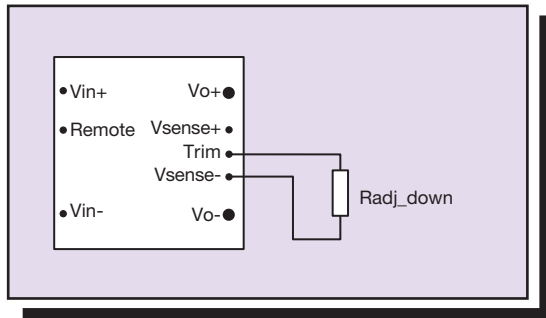 Vin+ Vo+
Remote Vsense+
Trim
Vsense-
Radj_down
Vin- Vo-